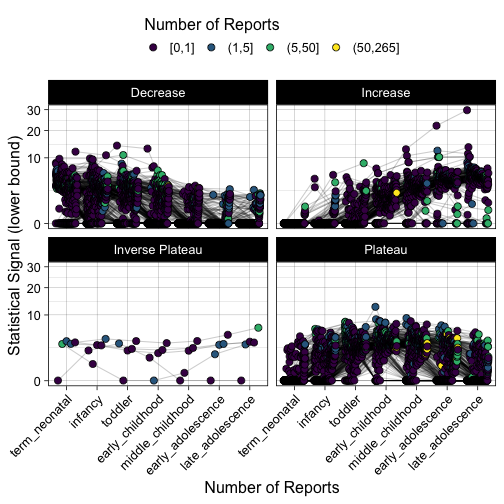 Number of Reports
[0,1] (1,5] (5,50] (50,265]
Decrease Increase
30
20
10
0
Inverse Plateau Plateau
30
20
10
0
Statistical Signal (lower bound)
term_neonatal infancy toddler early_childhood middle_childhood early_adolescence late_adolescence
term_neonatal infancy toddler early_childhood middle_childhood early_adolescence late_adolescence
Number of Reports